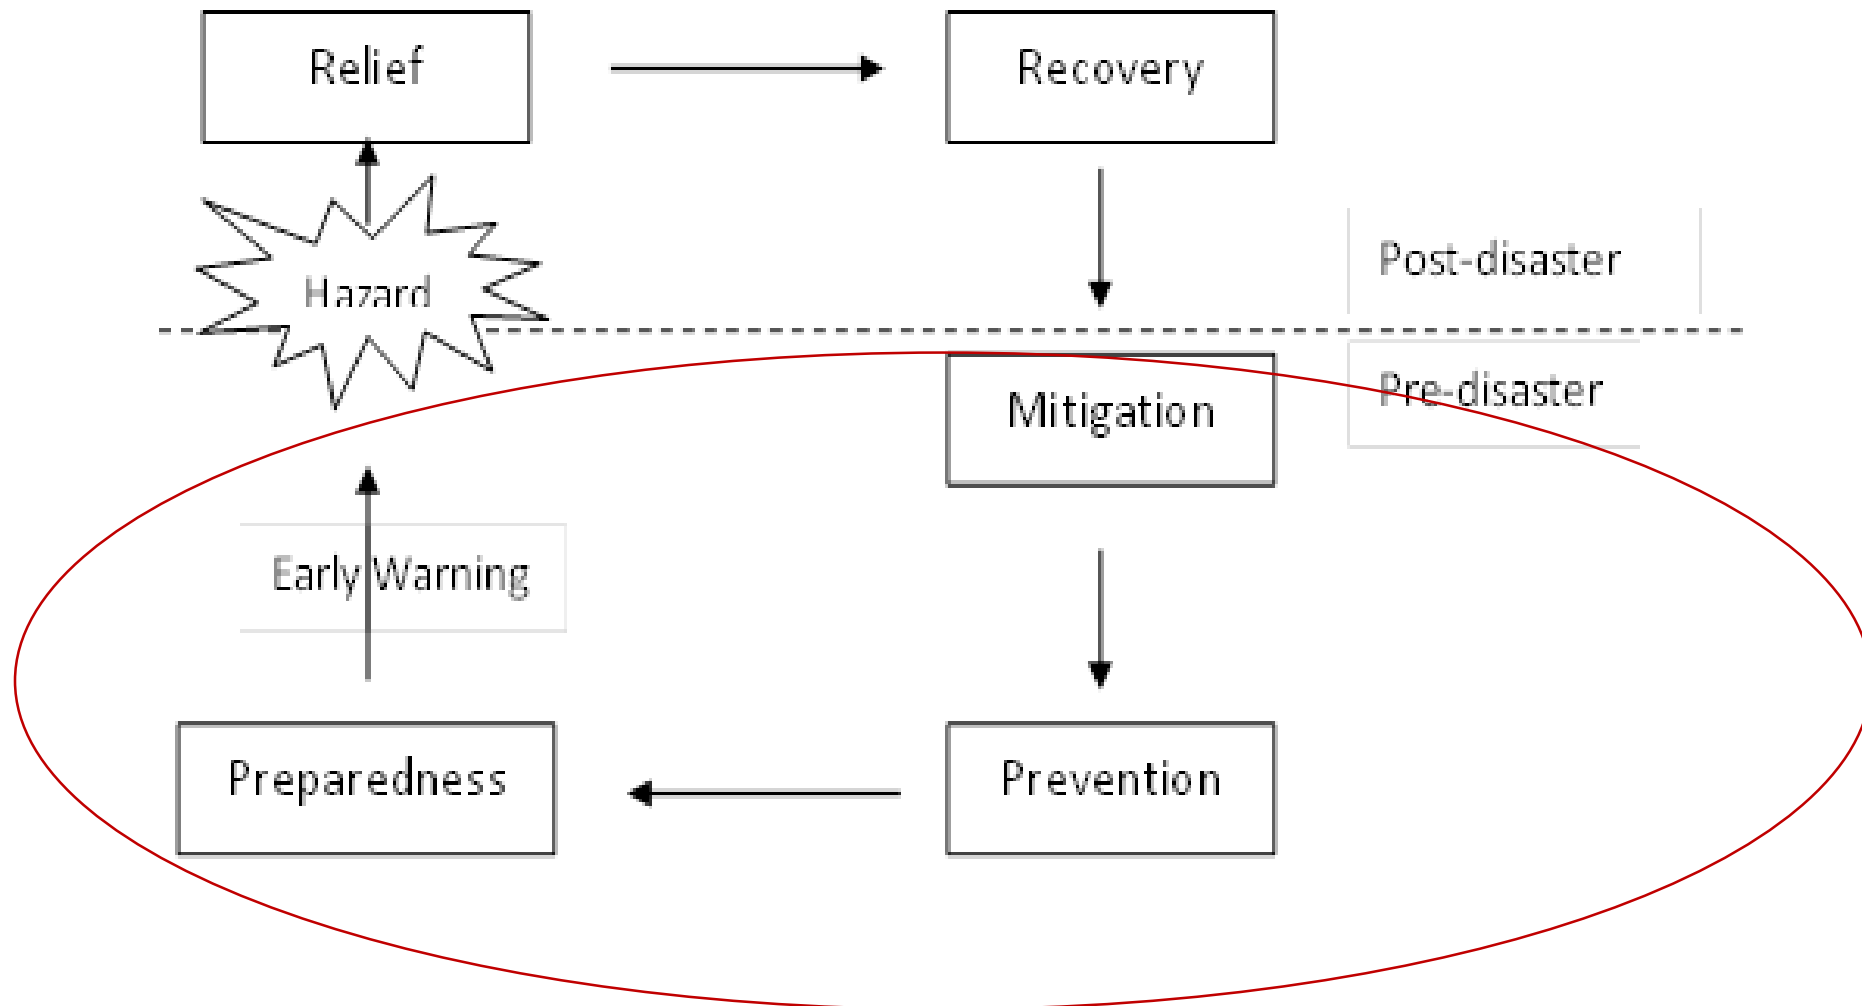 Relief
Recovery
Hazard
Post-disaster
Pre-disaster
Mitigation
Early Warning
Preparedness
Prevention